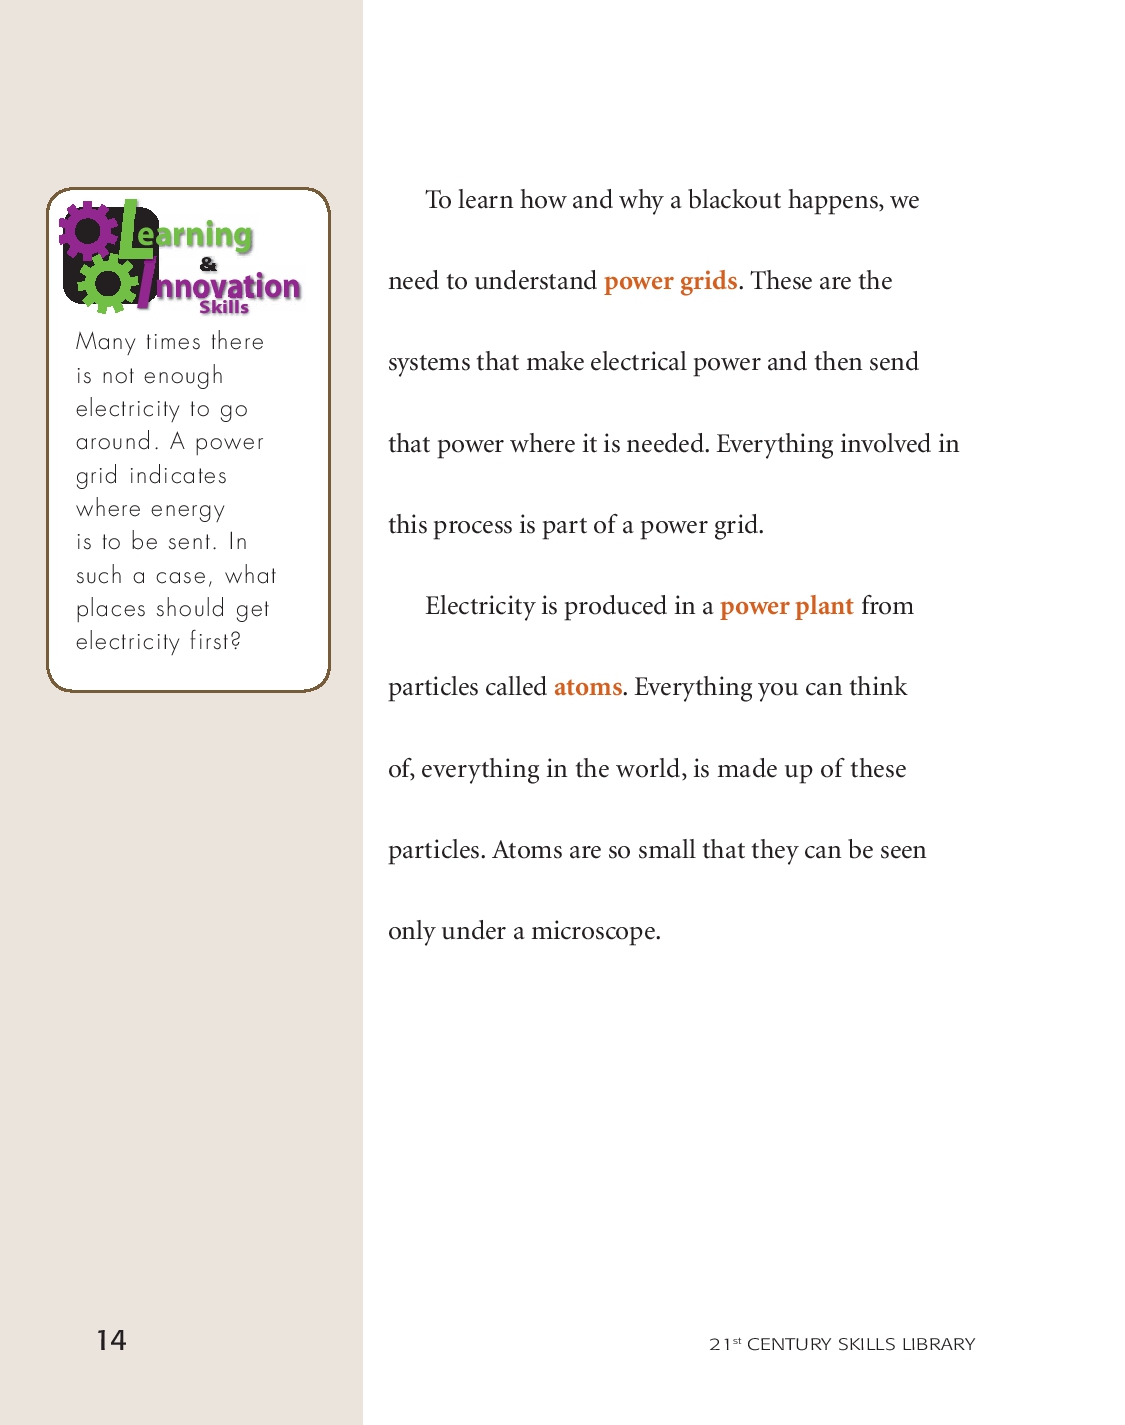 Learning
&
Innovation
Skills
Many times there
is not enough
electricity to go
around. A power
grid indicates
where energy
is to be sent. In
such a case, what
places should get
electricity first?
To learn how and why a blackout happens, we
need to understand power grids. These are the
systems that make electrical power and then send
that power where it is needed. Everything involved in
this process is part of a power grid.
Electricity is produced in a power plant from
particles called atoms. Everything you can think
of, everything in the world, is made up of these
particles. Atoms are so small that they can be seen
only under a microscope.
14
21st CENTURY SKILLS LIBRARY